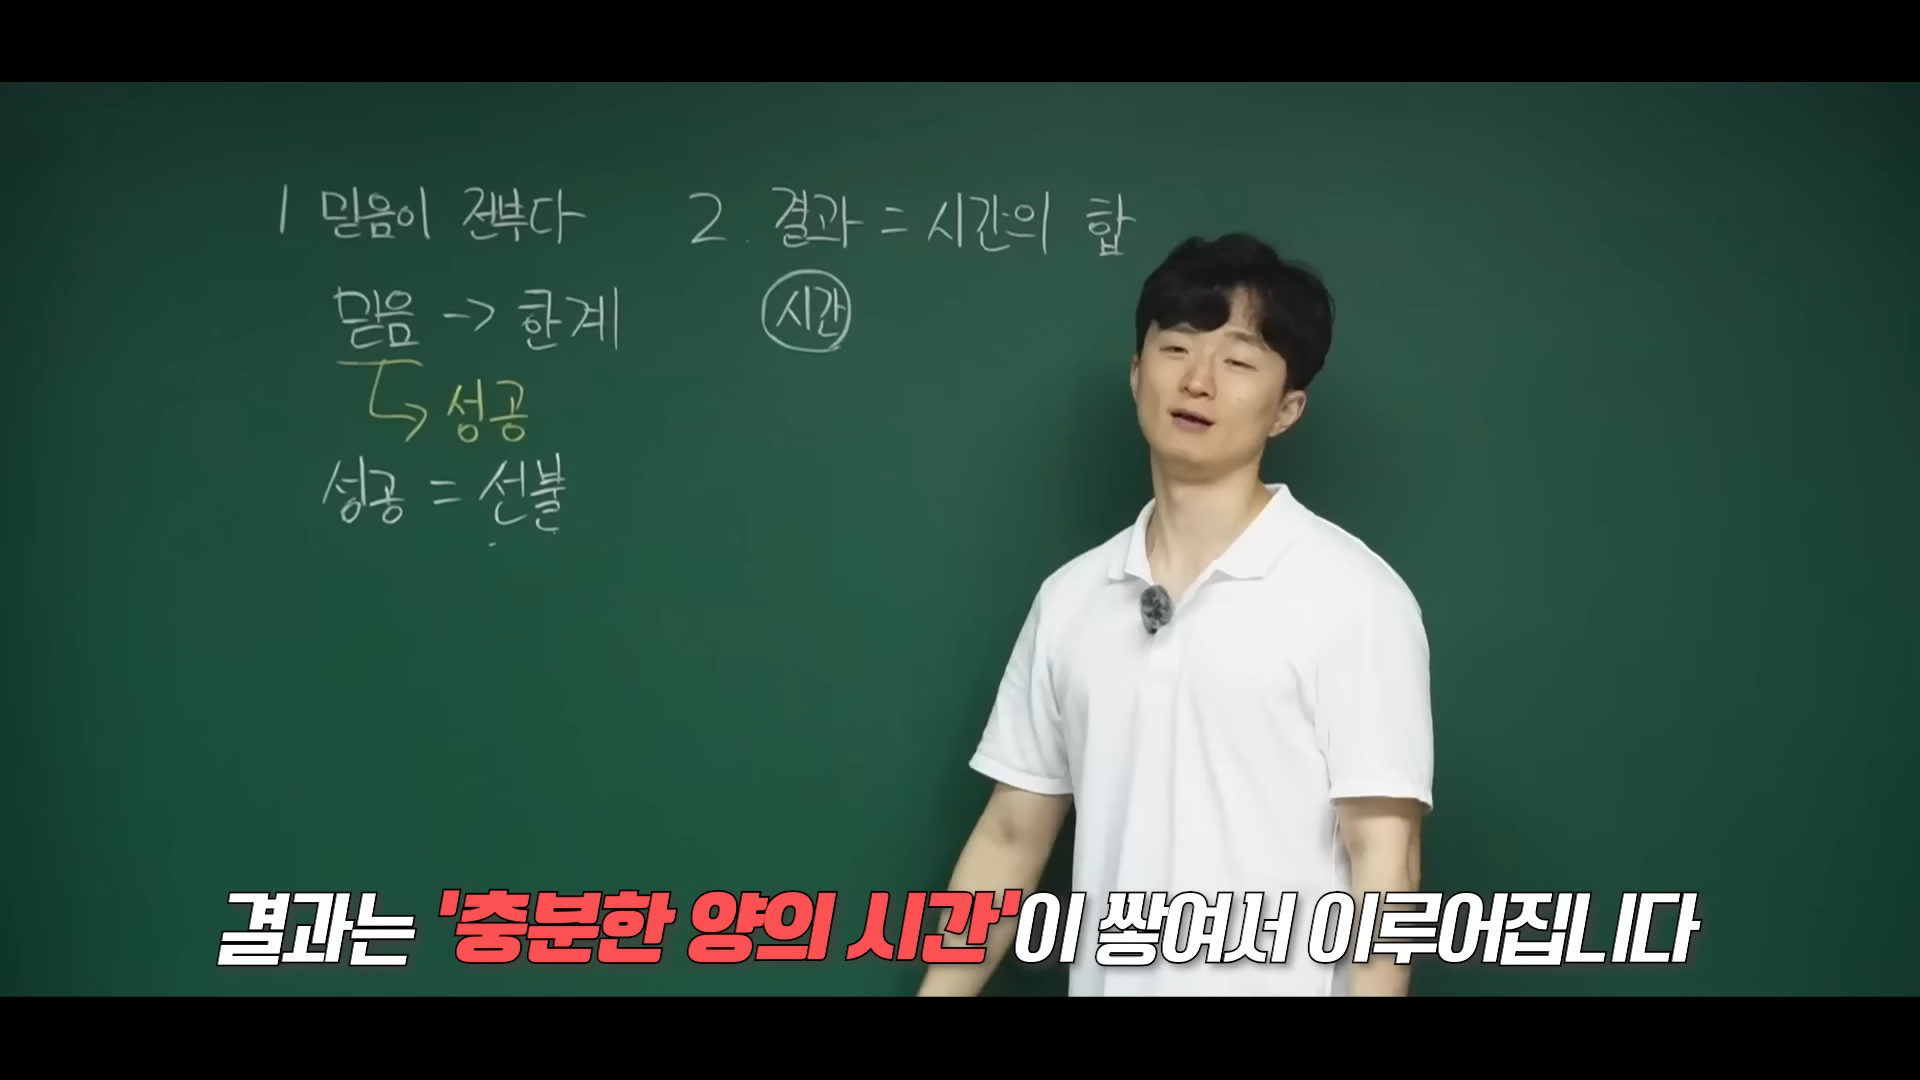 1 믿음이 전부다
믿음 -> 한계
성공
성공 = 선불
2. 결과 = 시간의 합
시간
결과는 '충분한 양의 시간'이 쌓여서 이루어집니다